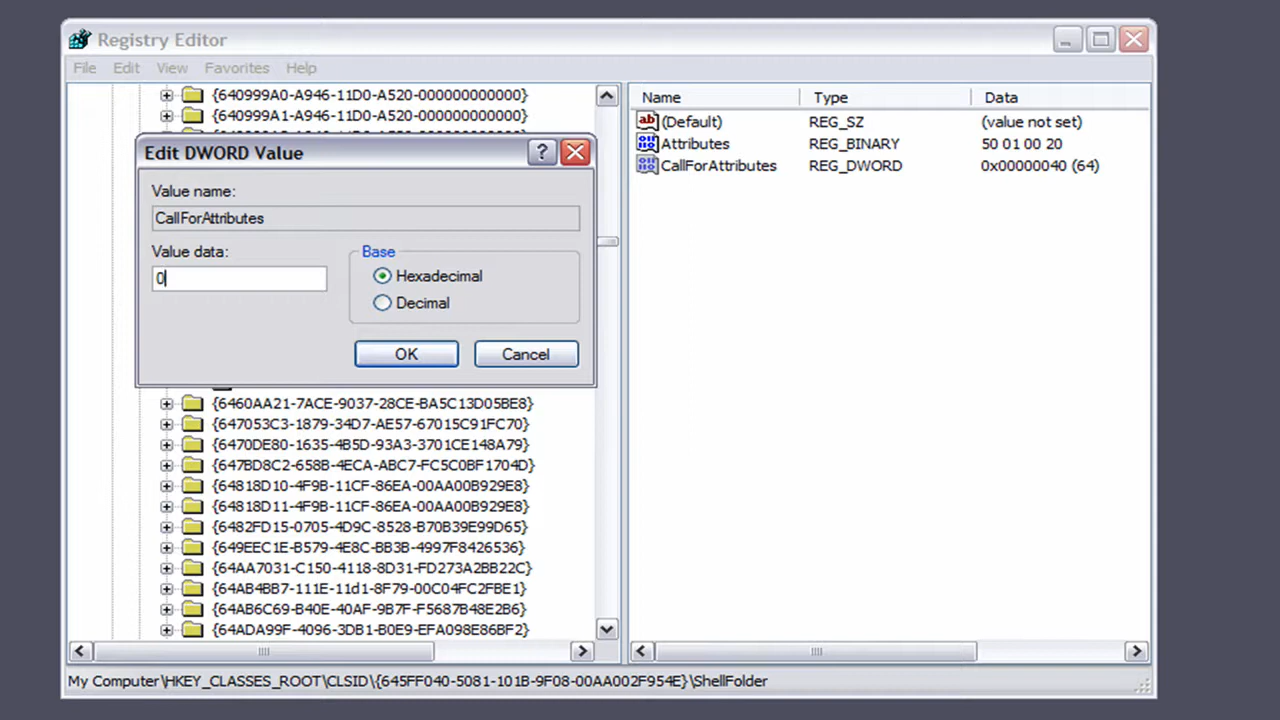 Registry Editor
File Edit View Favorites Help
{640999A0-A946-11D0-A520-000000000000}
{640999A1-A946-11D0-A520-000000000000}
Edit DWORD Value
Value name:
CallForAttributes
Value data:
0
Base
Hexadecimal
Decimal
OK
Cancel
{6460AA21-7ACE-9037-28CE-BA5C13D05BE8}
{647053C3-1879-34D7-AE57-67015C91FC70}
{6470DE80-1635-4B5D-93A3-3701CE148A79}
{647BD8C2-658B-4ECA-ABC7-FC5C0BF1704D}
{64818D10-4F9B-11CF-86EA-00AA00B929E8}
{64818D11-4F9B-11CF-86EA-00AA00B929E8}
{6482FD15-0705-4D9C-8528-B70B39E99D65}
{649EEC1E-B579-4E8C-BB3B-4997F8426536}
{64AA7031-C150-4118-8D31-FD273A2BB22C}
{64AB4BB7-111E-11d1-8F79-00C04FC2FBE1}
{64AB6C69-B40E-40AF-9B7F-F5687B48E2B6}
{64ADA99F-4096-3DB1-B0E9-EFA098E86BF2}
Name Type Data
(Default) REG_SZ (value not set)
Attributes REG_BINARY 50 01 00 20
CallForAttributes REG_DWORD 0x00000040 (64)
My Computer\HKEY_CLASSES_ROOT\CLSID\{645FF040-5081-101B-9F08-00AA002F954E}\ShellFolder